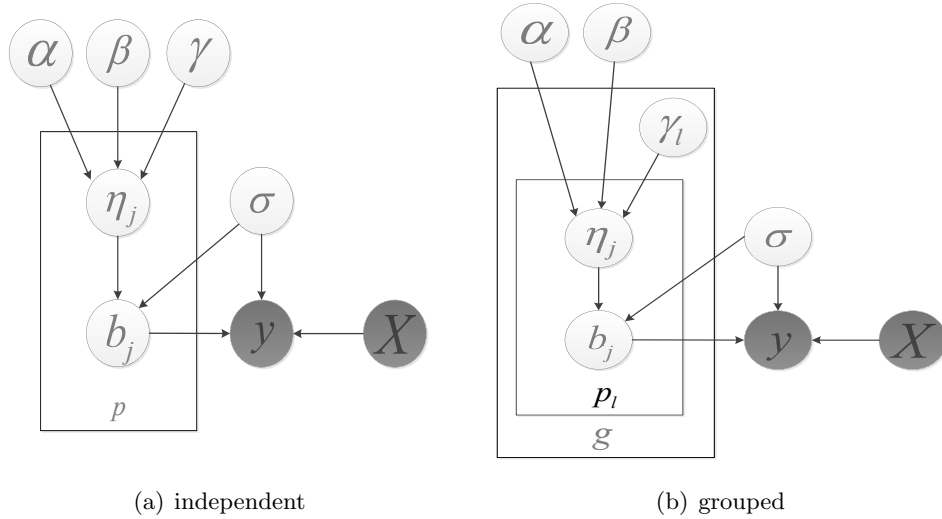 α β γ
η_j σ
b_j y X
p
(a) independent
α β
γ_l
η_j σ
b_j y X
p_l
g
(b) grouped